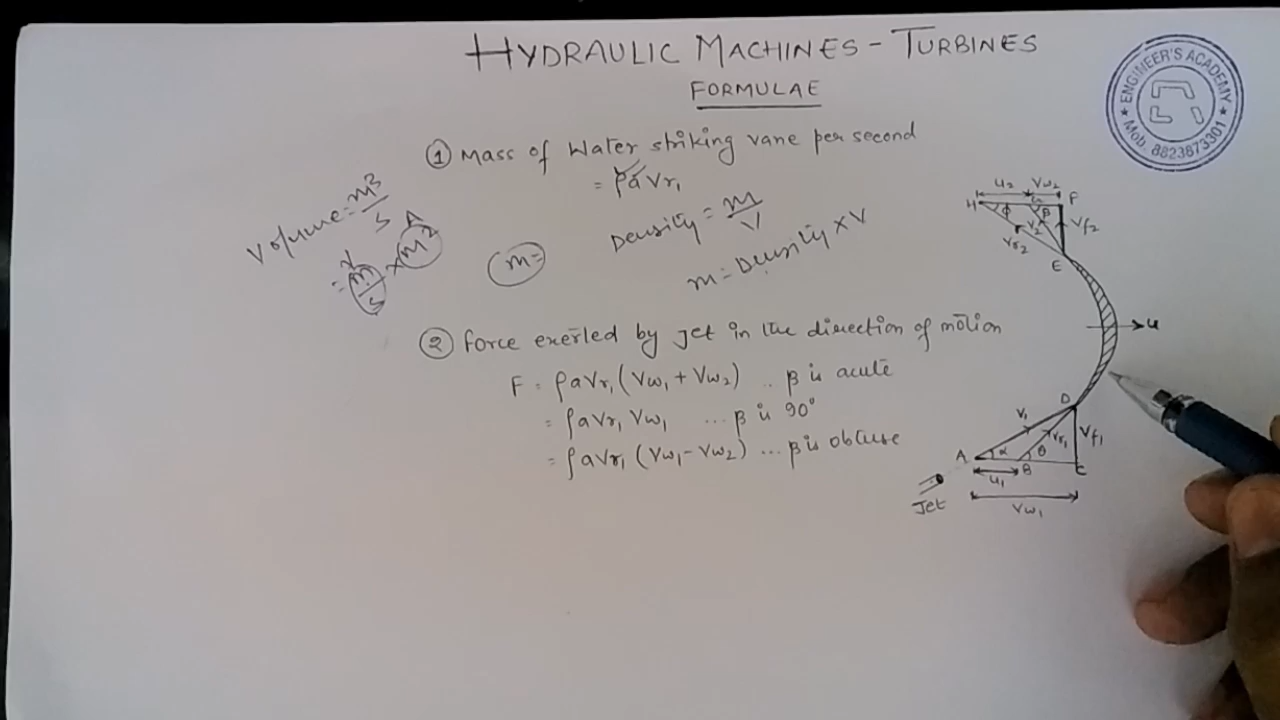 HYDRAULIC MACHINES - TURBINES
FORMULAE
ENGINEER'S ACADEMY
Mob. 8823873301
① Mass of Water striking vane per second
= ρaVr₁
Volume = m³/s
= m/s × m²
V
A
Density = m/V
m =
m = Density × V
② Force exerted by jet in the direction of motion
F = ρaVr₁ (Vw₁ + Vw₂) .. β is acute
= ρaVr₁ Vw₁ ... β is 90°
= ρaVr₁ (Vw₁ - Vw₂) ... β is obtuse
u₂ Vw₂
H φ G β F
Vr₂ V₂ Vf₂
E
u
D
V₁ Vr₁ Vf₁
A α B θ C
u₁
Jet
Vw₁